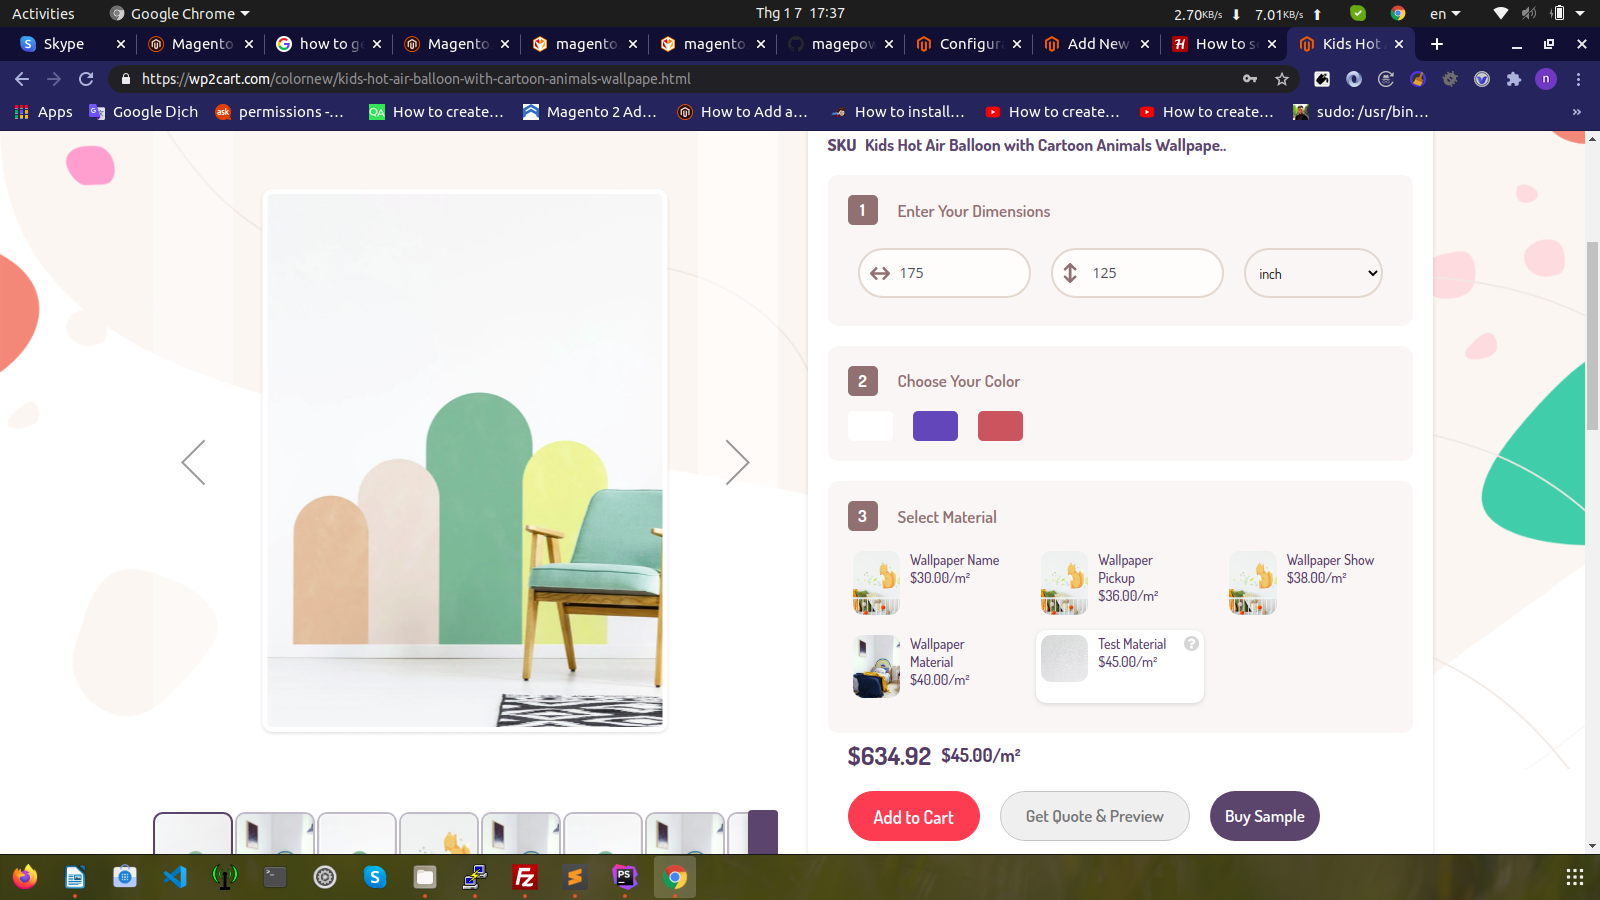 Activities
Google Chrome
Thg 1 7 17:37
2.70KB/s
7.01KB/s
en
Skype
Magento
how to ge
Magento
magento
magento
magepow
Configur
Add New
How to s
Kids Hot
https://wp2cart.com/colornew/kids-hot-air-balloon-with-cartoon-animals-wallpape.html
n
Apps
Google Dịch
permissions -...
How to create...
Magento 2 Ad...
How to Add a...
How to install...
How to create...
How to create...
sudo: /usr/bin...
»
SKU Kids Hot Air Balloon with Cartoon Animals Wallpape..
1 Enter Your Dimensions
175
125
inch
2 Choose Your Color
3 Select Material
Wallpaper Name
$30.00/m²
Wallpaper
Pickup
$36.00/m²
Wallpaper Show
$38.00/m²
Wallpaper
Material
$40.00/m²
Test Material
$45.00/m²
?
$634.92 $45.00/m²
Add to Cart
Get Quote & Preview
Buy Sample